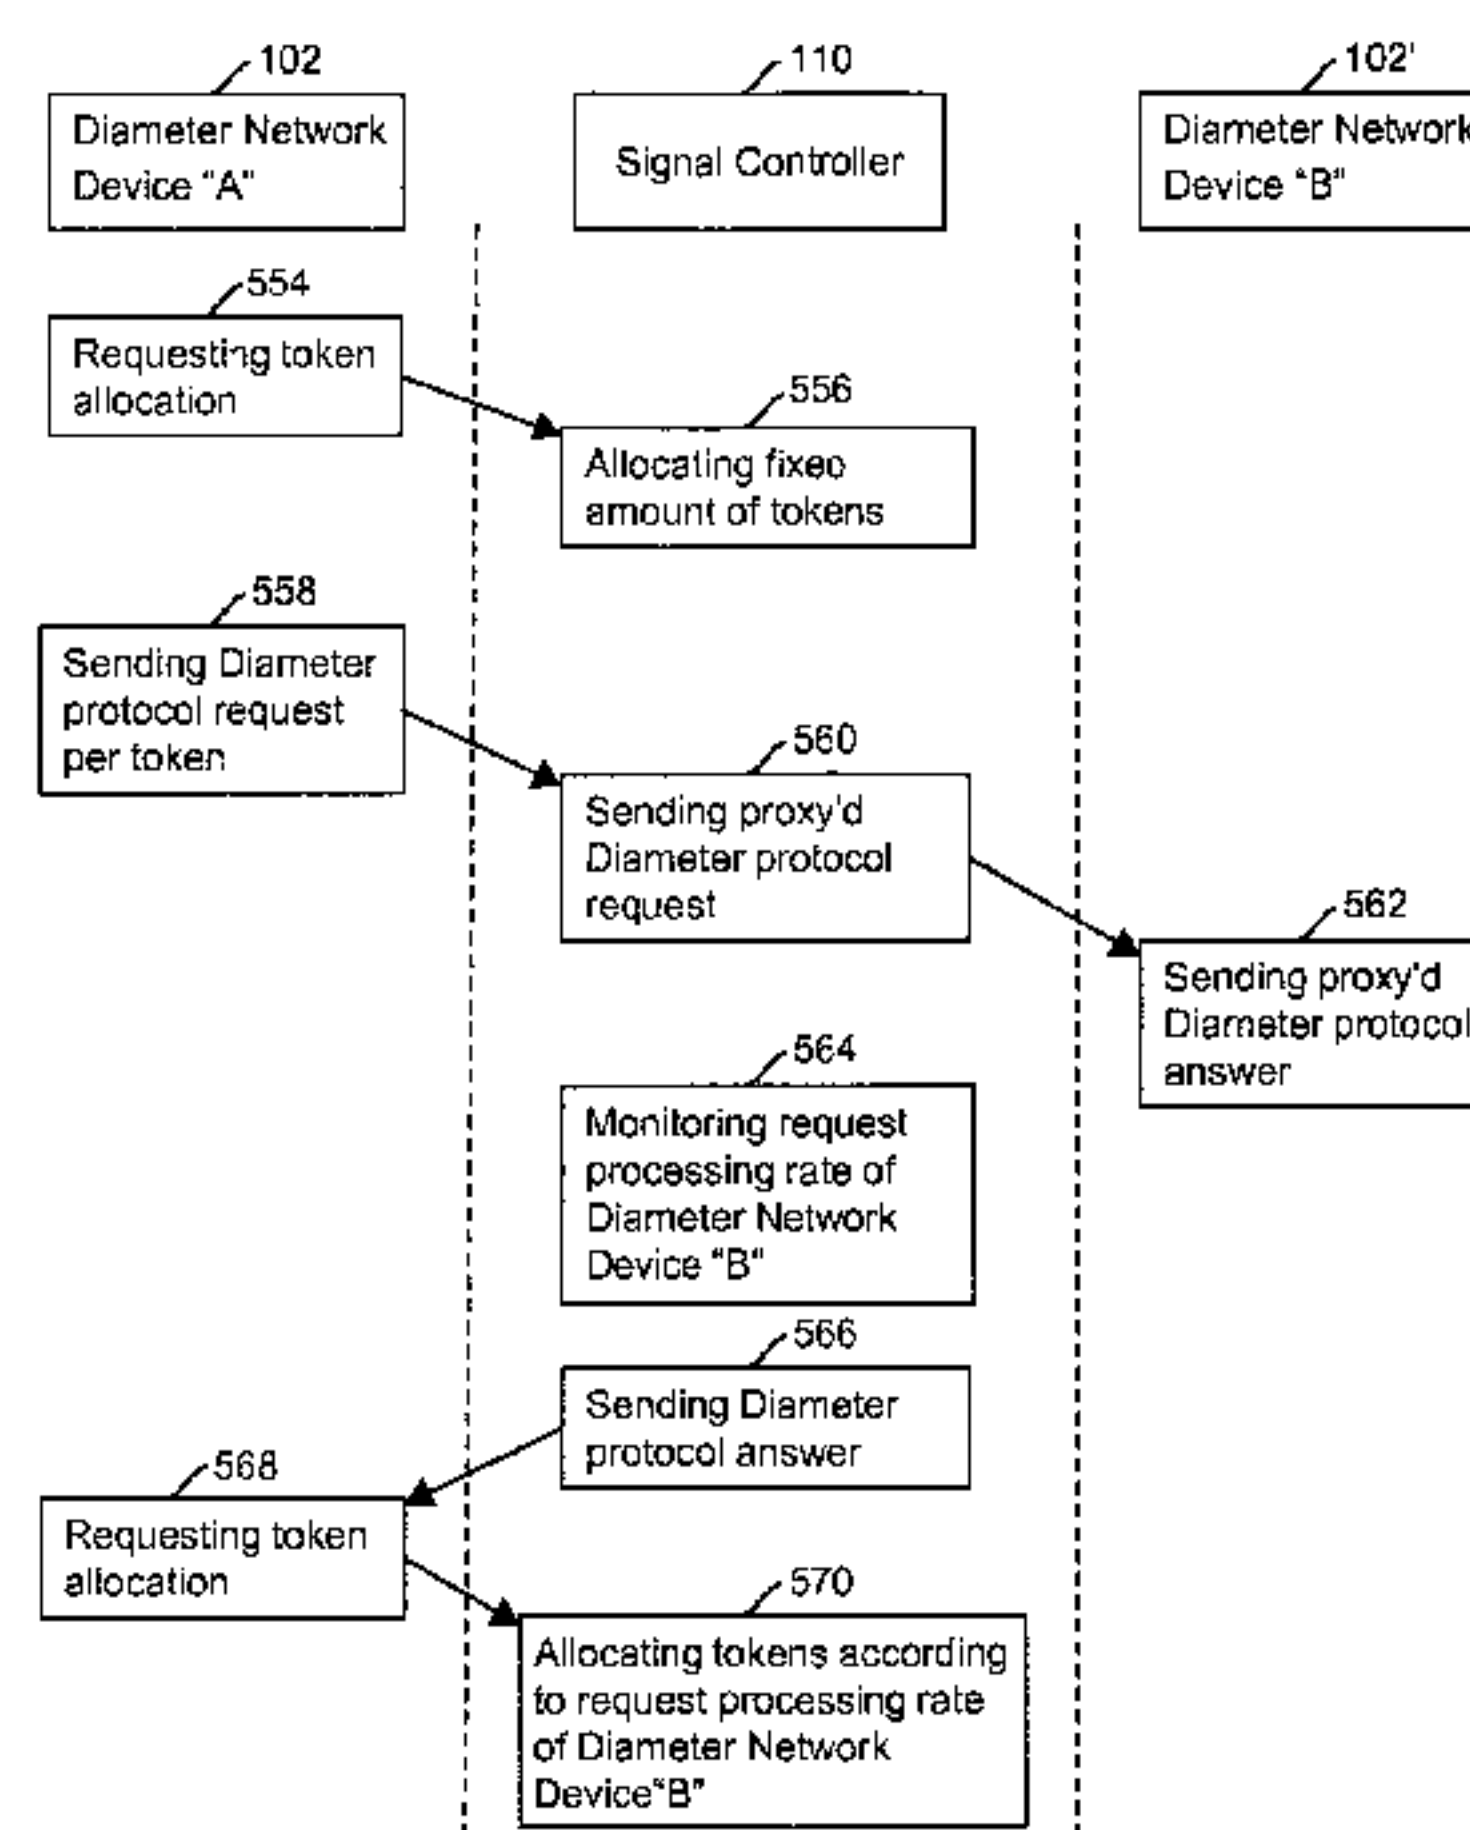 102
110
102'
Diameter Network
Device "A"
Signal Controller
Diameter Network
Device "B"
554
Requesting token
allocation
556
Allocating fixed
amount of tokens
558
Sending Diameter
protocol request
per token
560
Sending proxy'd
Diameter protocol
request
562
Sending proxy'd
Diameter protocol
answer
564
Monitoring request
processing rate of
Diameter Network
Device "B"
566
Sending Diameter
protocol answer
568
Requesting token
allocation
570
Allocating tokens according
to request processing rate
of Diameter Network
Device"B"